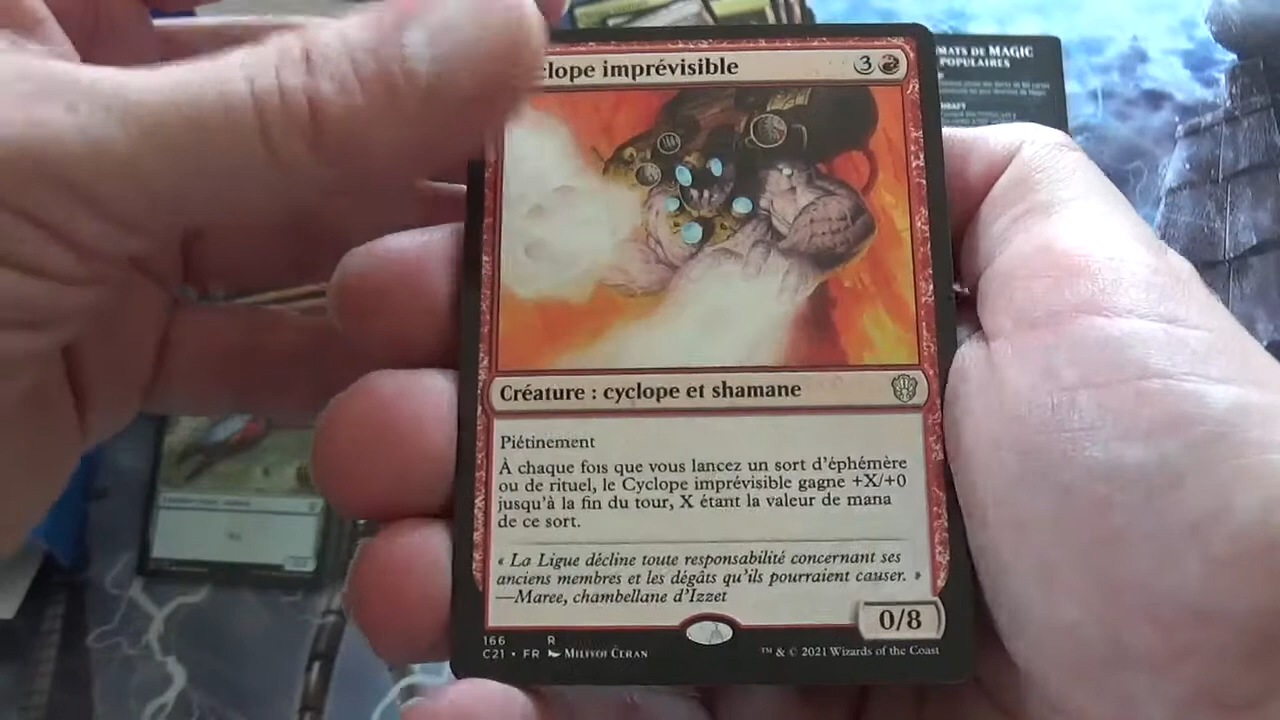 MATS DE MAGIC
POPULAIRES
clope imprévisible 3
Créature : cyclope et shamane
Piétinement
À chaque fois que vous lancez un sort d'éphémère
ou de rituel, le Cyclope imprévisible gagne +X/+0
jusqu'à la fin du tour, X étant la valeur de mana
de ce sort.
« La Ligue décline toute responsabilité concernant ses
anciens membres et les dégâts qu'ils pourraient causer. »
—Maree, chambellane d'Izzet
0/8
166 R
C21 • FR Milivoj Ćeran
™ & © 2021 Wizards of the Coast